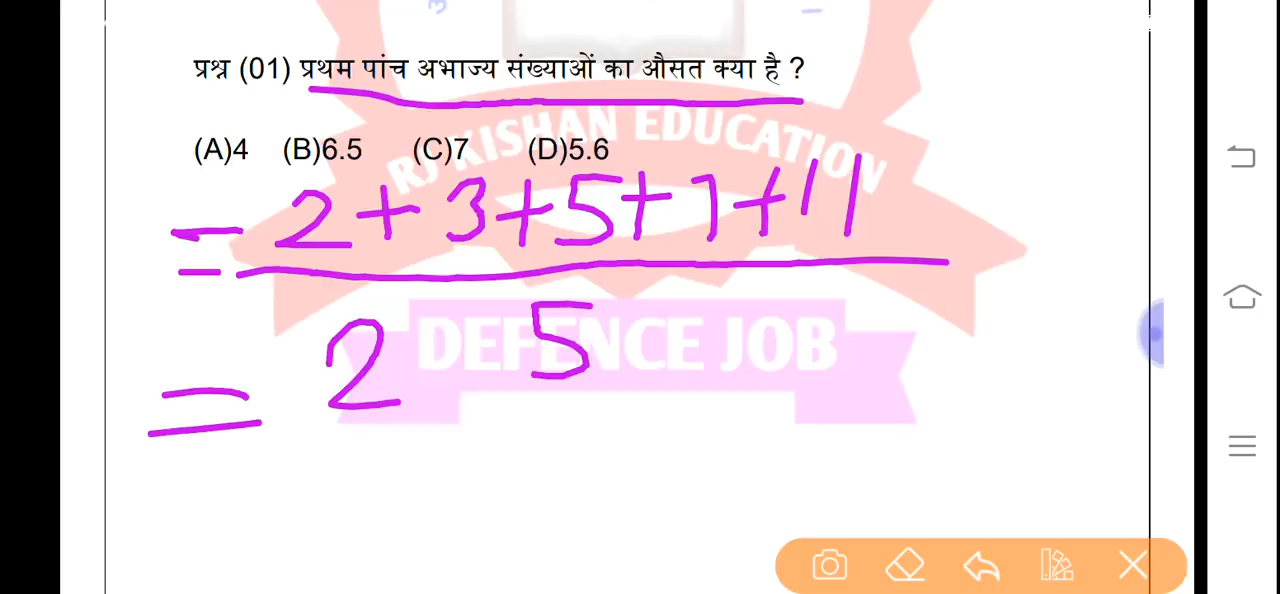 प्रश्न (01) प्रथम पांच अभाज्य संख्याओं का औसत क्या है ?
RJ KISHAN EDUCATION
(A)4 (B)6.5 (C)7 (D)5.6
= 2+3+5+7+11
5
DEFENCE JOB
= 2